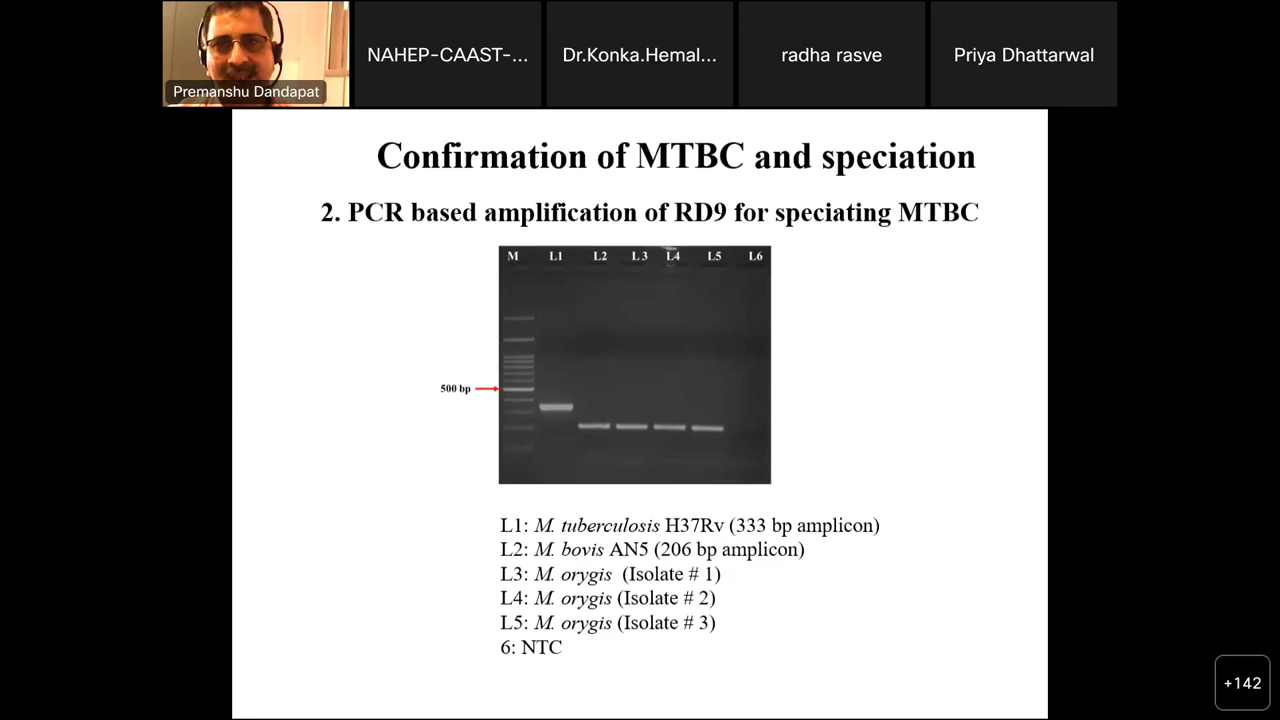 NAHEP-CAAST-...
Dr.Konka.Hemal...
radha rasve
Priya Dhattarwal
Premanshu Dandapat
Confirmation of MTBC and speciation
2. PCR based amplification of RD9 for speciating MTBC
M L1 L2 L 3 L4 L5 L6
500 bp
L1: M. tuberculosis H37Rv (333 bp amplicon)
L2: M. bovis AN5 (206 bp amplicon)
L3: M. orygis (Isolate # 1)
L4: M. orygis (Isolate # 2)
L5: M. orygis (Isolate # 3)
6: NTC
+142